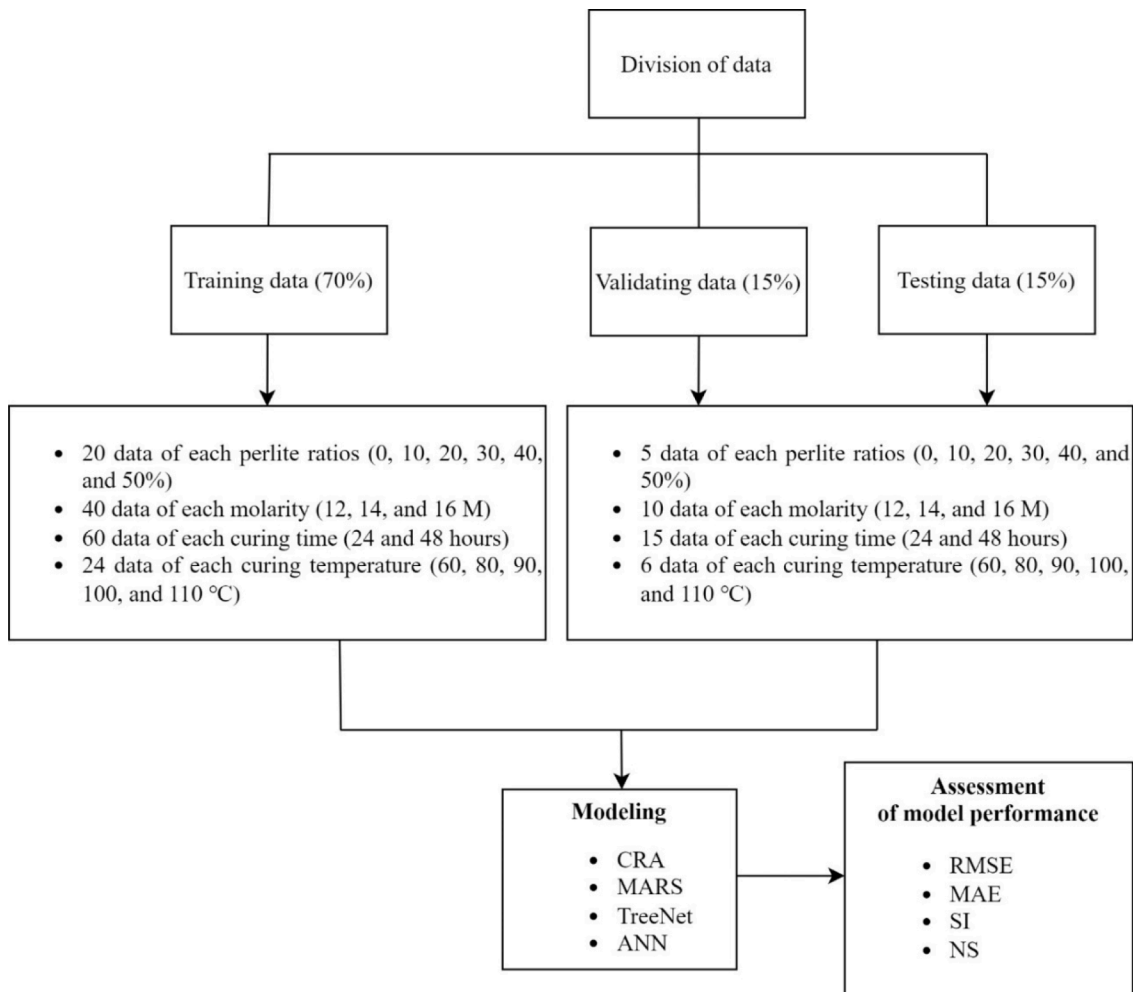 Division of data
Training data (70%)
Validating data (15%)
Testing data (15%)
• 20 data of each perlite ratios (0, 10, 20, 30, 40,
and 50%)
• 40 data of each molarity (12, 14, and 16 M)
• 60 data of each curing time (24 and 48 hours)
• 24 data of each curing temperature (60, 80, 90,
100, and 110 °C)
• 5 data of each perlite ratios (0, 10, 20, 30, 40, and
50%)
• 10 data of each molarity (12, 14, and 16 M)
• 15 data of each curing time (24 and 48 hours)
• 6 data of each curing temperature (60, 80, 90, 100,
and 110 °C)
Modeling
• CRA
• MARS
• TreeNet
• ANN
Assessment
of model performance
• RMSE
• MAE
• SI
• NS